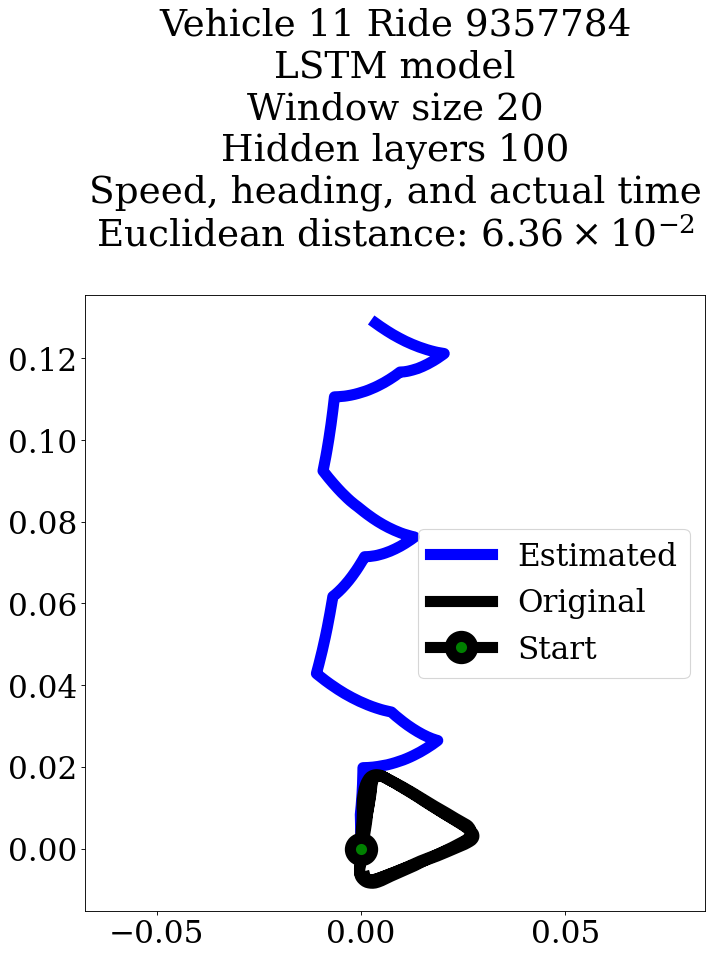 Vehicle 11 Ride 9357784
LSTM model
Window size 20
Hidden layers 100
Speed, heading, and actual time
Euclidean distance: 6.36 × 10⁻²
0.12
0.10
0.08
0.06
0.04
0.02
0.00
Estimated
Original
Start
−0.05
0.00
0.05